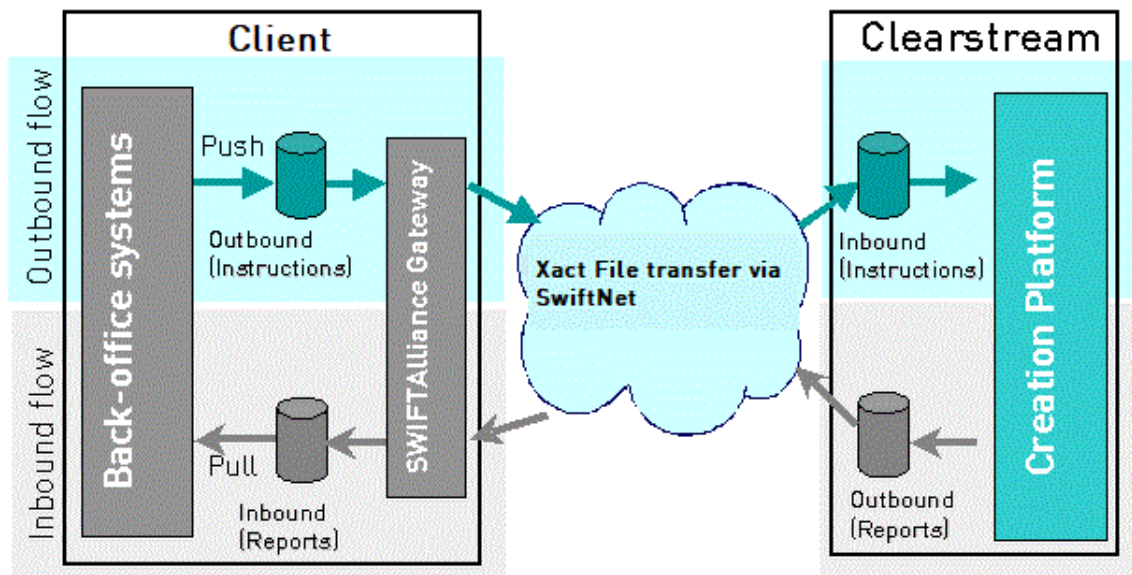 Client
Clearstream
Outbound flow
Back-office systems
Push
Outbound
(Instructions)
SWIFTAlliance Gateway
Xact File transfer via
SwiftNet
Inbound
(Instructions)
Creation Platform
Inbound flow
Pull
Inbound
(Reports)
Outbound
(Reports)